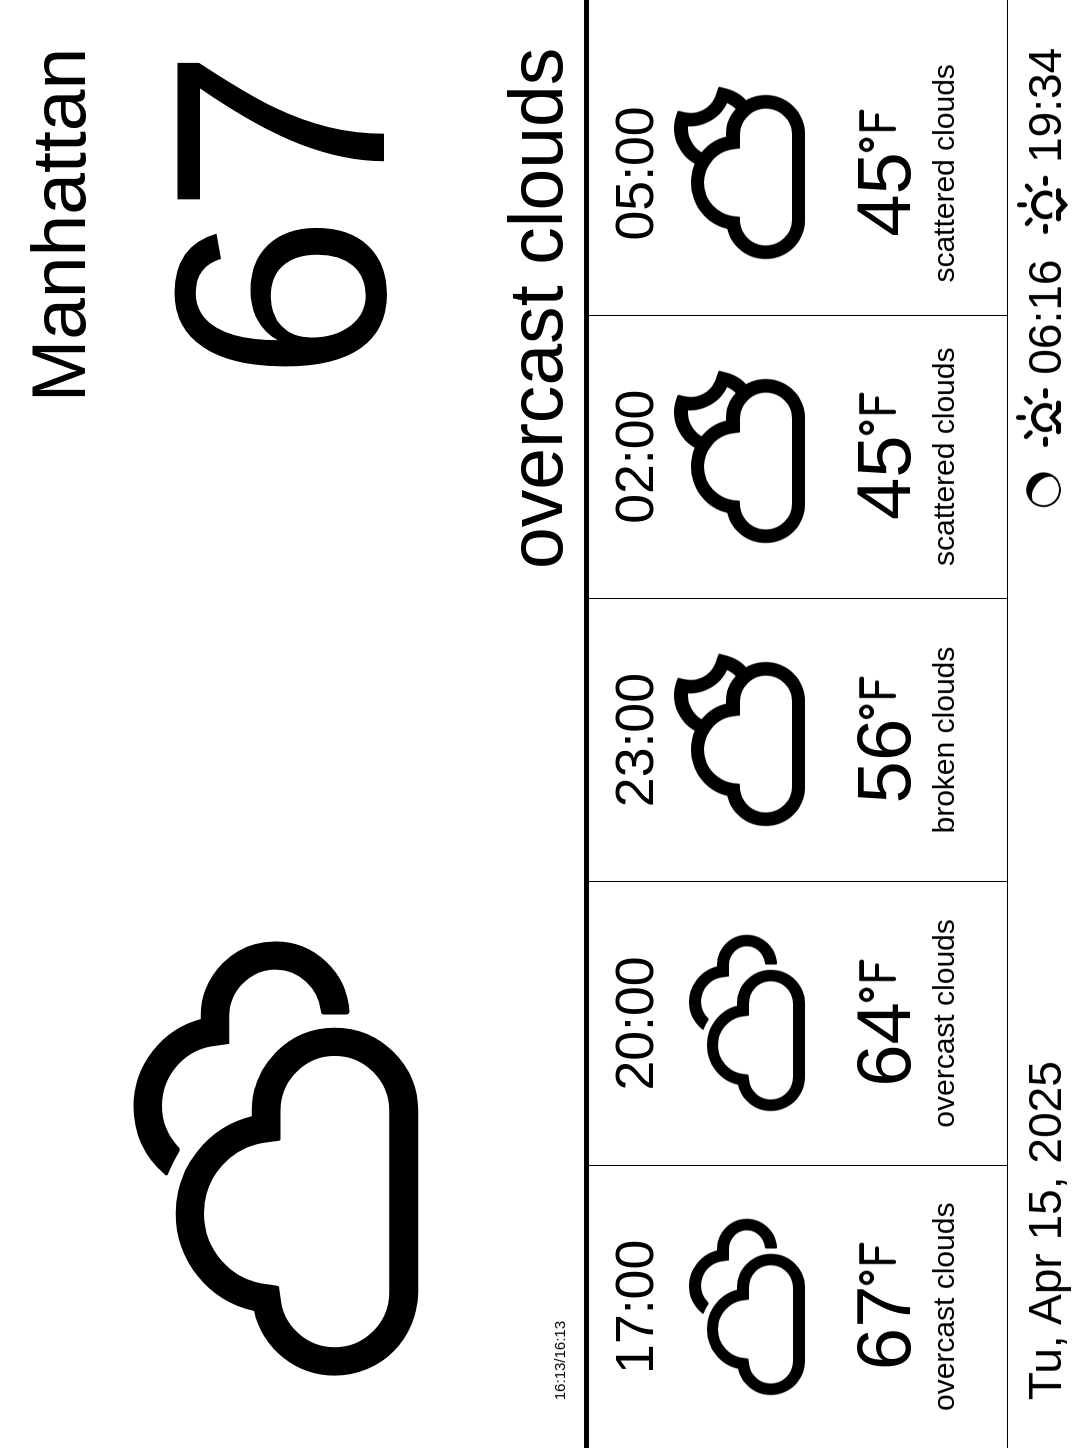 Manhattan
67
overcast clouds
16:13/16:13
17:00
67°F
overcast clouds
20:00
64°F
overcast clouds
23:00
56°F
broken clouds
02:00
45°F
scattered clouds
05:00
45°F
scattered clouds
Tu, Apr 15, 2025
06:16 19:34